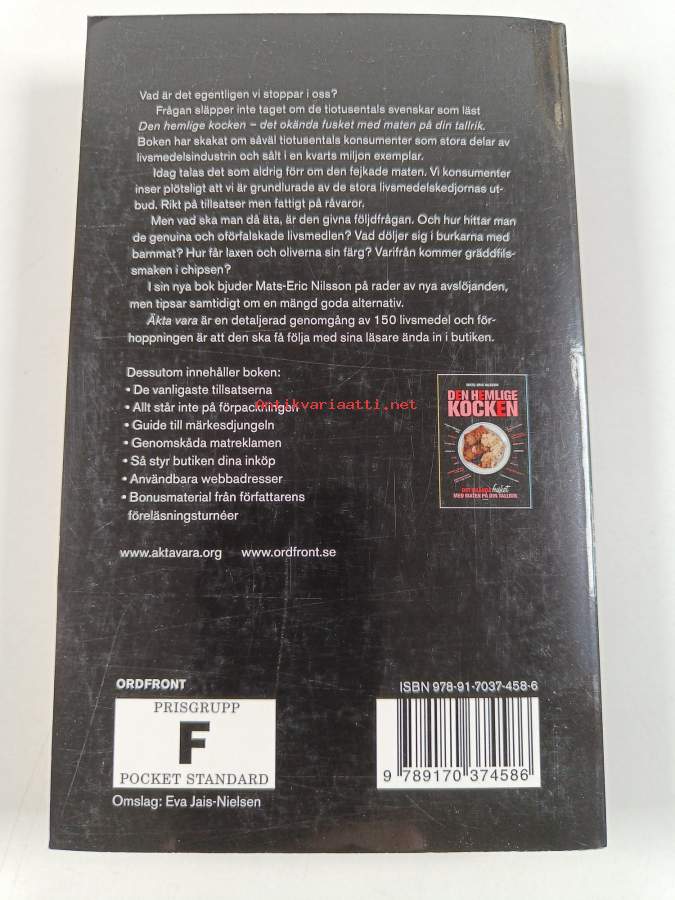 Vad är det egentligen vi stoppar i oss?
Frågan släpper inte taget om de tiotusentals svenskar som läst
Den hemlige kocken – det okända fusket med maten på din tallrik.
Boken har skakat om såväl tiotusentals konsumenter som stora delar av
livsmedelsindustrin och sålt i en kvarts miljon exemplar.
Idag talas det som aldrig förr om den fejkade maten. Vi konsumenter
inser plötsligt att vi är grundlurade av de stora livsmedelskedjornas ut-
bud. Rikt på tillsatser men fattigt på råvaror.
Men vad ska man då äta, är den givna följdfrågan. Och hur hittar man
de genuina och oförfalskade livsmedlen? Vad döljer sig i burkarna med
barnmat? Hur får laxen och oliverna sin färg? Varifrån kommer gräddfils-
smaken i chipsen?
I sin nya bok bjuder Mats-Eric Nilsson på rader av nya avslöjanden,
men tipsar samtidigt om en mängd goda alternativ.
Äkta vara är en detaljerad genomgång av 150 livsmedel och för-
hoppningen är att den ska få följa med sina läsare ända in i butiken.
Dessutom innehåller boken:
• De vanligaste tillsatserna
• Allt står inte på förpackningen
Antikvariaatti.net
• Guide till märkesdjungeln
• Genomskåda matreklamen
• Så styr butiken dina inköp
• Användbara webbadresser
• Bonusmaterial från författarens
föreläsningsturnéer
MATS-ERIC NILSSON
DEN HEMLIGE
KOCKEN
DET OKÄNDA fusket
MED MATEN PÅ DIN TALLRIK
www.aktavara.org www.ordfront.se
ORDFRONT
PRISGRUPP
F
POCKET STANDARD
Omslag: Eva Jais-Nielsen
ISBN 978-91-7037-458-6
9 789170 374586